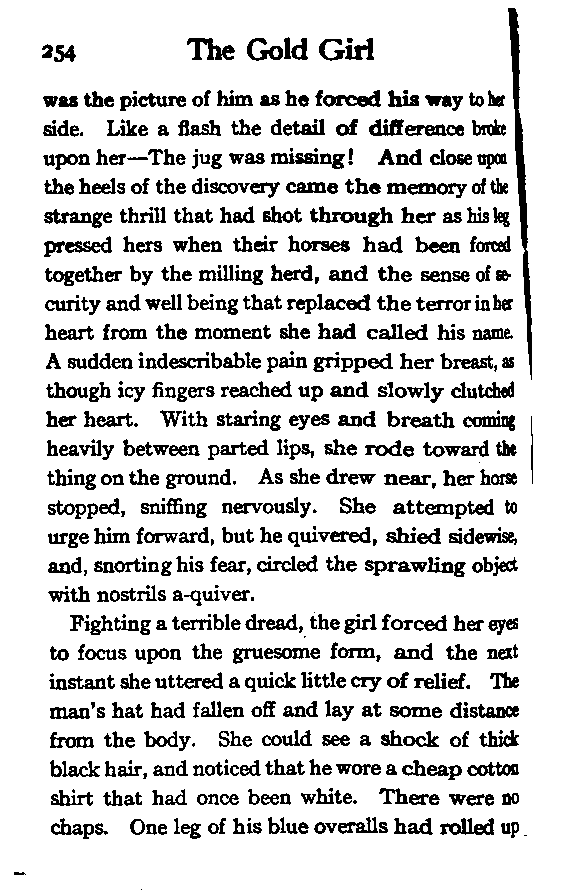 254 The Gold Girl
was the picture of him as he forced his way to her
side. Like a flash the detail of difference broke
upon her—The jug was missing! And close upon
the heels of the discovery came the memory of the
strange thrill that had shot through her as his leg
pressed hers when their horses had been forced
together by the milling herd, and the sense of se-
curity and well being that replaced the terror in her
heart from the moment she had called his name.
A sudden indescribable pain gripped her breast, as
though icy fingers reached up and slowly clutched
her heart. With staring eyes and breath coming
heavily between parted lips, she rode toward the
thing on the ground. As she drew near, her horse
stopped, sniffing nervously. She attempted to
urge him forward, but he quivered, shied sidewise,
and, snorting his fear, circled the sprawling object
with nostrils a-quiver.
Fighting a terrible dread, the girl forced her eyes
to focus upon the gruesome form, and the next
instant she uttered a quick little cry of relief. The
man's hat had fallen off and lay at some distance
from the body. She could see a shock of thick
black hair, and noticed that he wore a cheap cotton
shirt that had once been white. There were no
chaps. One leg of his blue overalls had rolled up